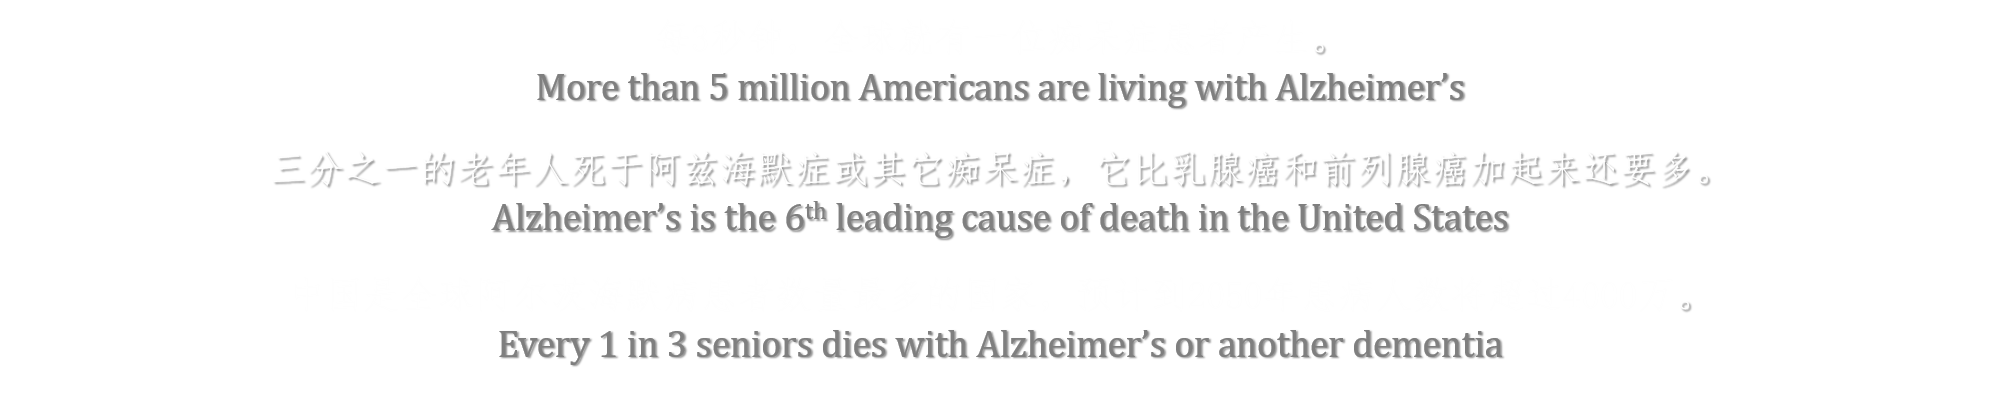 。
More than 5 million Americans are living with Alzheimer’s
三分之一的老年人死于阿兹海默症或其它痴呆症，它比乳腺癌和前列腺癌加起来还要多。
Alzheimer’s is the 6th leading cause of death in the United States
。
Every 1 in 3 seniors dies with Alzheimer’s or another dementia